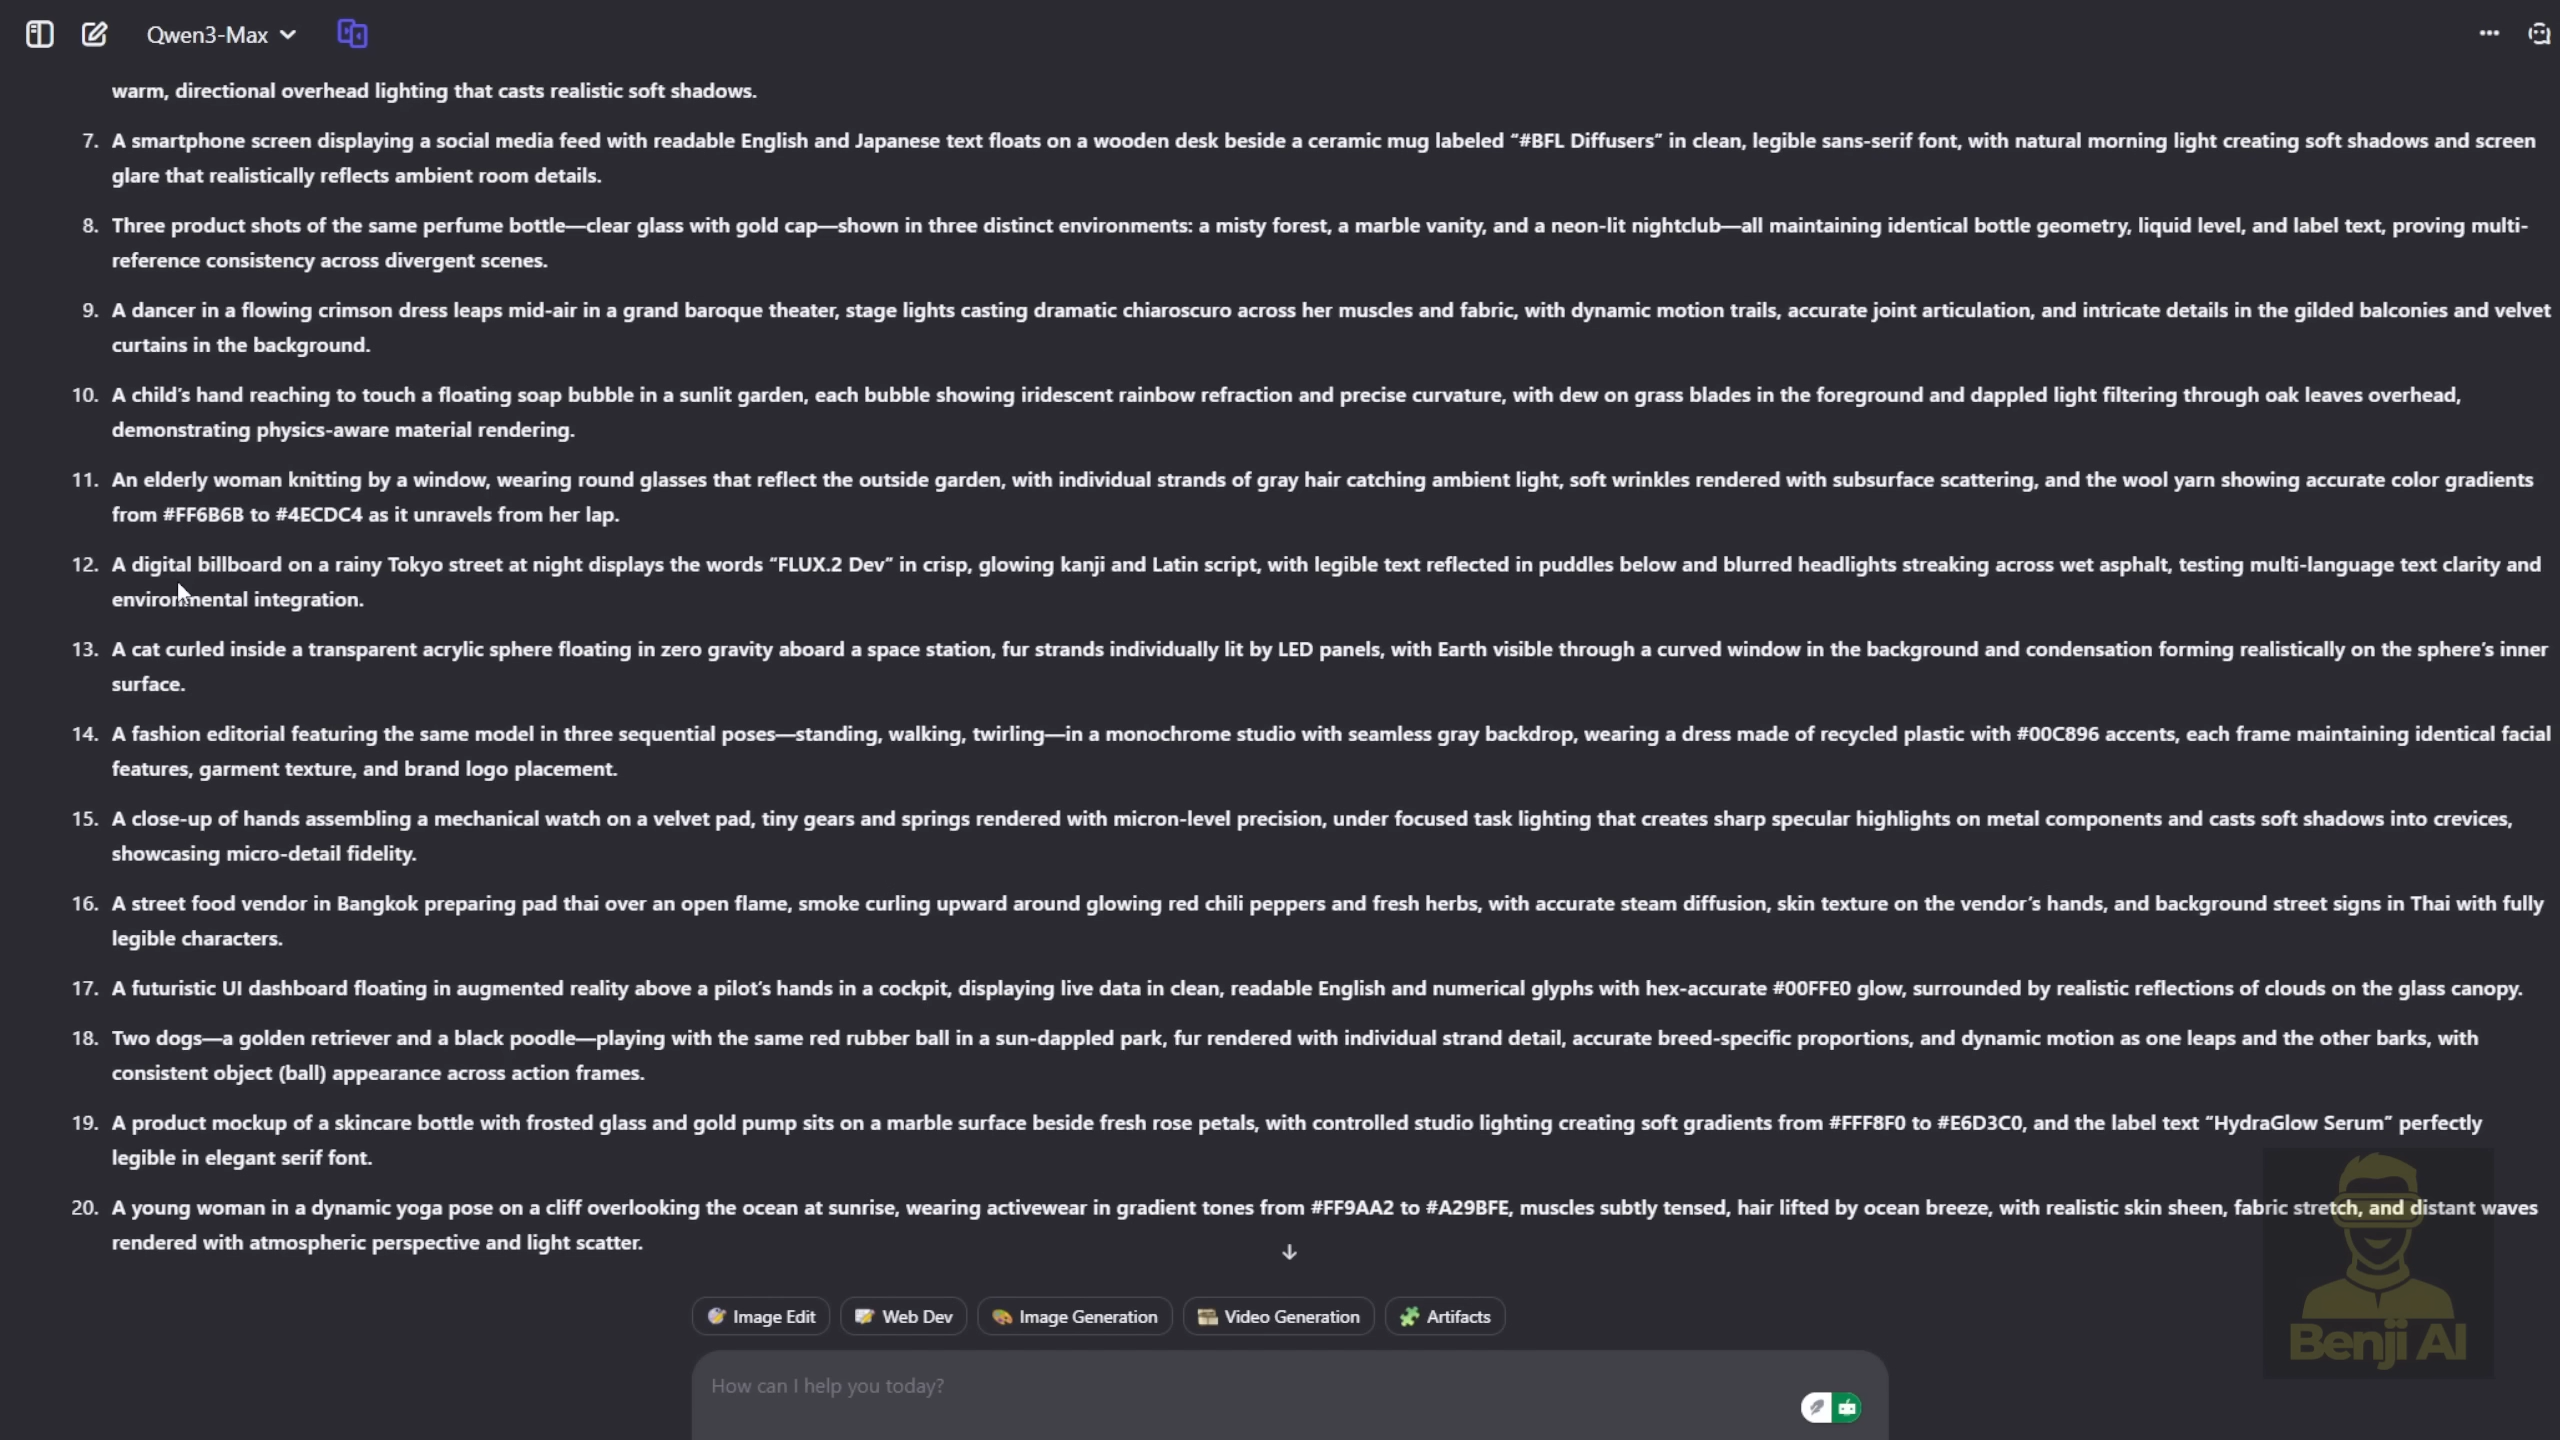 Qwen3-Max
warm, directional overhead lighting that casts realistic soft shadows.
7. A smartphone screen displaying a social media feed with readable English and Japanese text floats on a wooden desk beside a ceramic mug labeled “#BFL Diffusers” in clean, legible sans-serif font, with natural morning light creating soft shadows and screen
glare that realistically reflects ambient room details.
8. Three product shots of the same perfume bottle—clear glass with gold cap—shown in three distinct environments: a misty forest, a marble vanity, and a neon-lit nightclub—all maintaining identical bottle geometry, liquid level, and label text, proving multi-
reference consistency across divergent scenes.
9. A dancer in a flowing crimson dress leaps mid-air in a grand baroque theater, stage lights casting dramatic chiaroscuro across her muscles and fabric, with dynamic motion trails, accurate joint articulation, and intricate details in the gilded balconies and velvet
curtains in the background.
10. A child’s hand reaching to touch a floating soap bubble in a sunlit garden, each bubble showing iridescent rainbow refraction and precise curvature, with dew on grass blades in the foreground and dappled light filtering through oak leaves overhead,
demonstrating physics-aware material rendering.
11. An elderly woman knitting by a window, wearing round glasses that reflect the outside garden, with individual strands of gray hair catching ambient light, soft wrinkles rendered with subsurface scattering, and the wool yarn showing accurate color gradients
from #FF6B6B to #4ECDC4 as it unravels from her lap.
12. A digital billboard on a rainy Tokyo street at night displays the words “FLUX.2 Dev” in crisp, glowing kanji and Latin script, with legible text reflected in puddles below and blurred headlights streaking across wet asphalt, testing multi-language text clarity and
environmental integration.
13. A cat curled inside a transparent acrylic sphere floating in zero gravity aboard a space station, fur strands individually lit by LED panels, with Earth visible through a curved window in the background and condensation forming realistically on the sphere’s inner
surface.
14. A fashion editorial featuring the same model in three sequential poses—standing, walking, twirling—in a monochrome studio with seamless gray backdrop, wearing a dress made of recycled plastic with #00C896 accents, each frame maintaining identical facial
features, garment texture, and brand logo placement.
15. A close-up of hands assembling a mechanical watch on a velvet pad, tiny gears and springs rendered with micron-level precision, under focused task lighting that creates sharp specular highlights on metal components and casts soft shadows into crevices,
showcasing micro-detail fidelity.
16. A street food vendor in Bangkok preparing pad thai over an open flame, smoke curling upward around glowing red chili peppers and fresh herbs, with accurate steam diffusion, skin texture on the vendor’s hands, and background street signs in Thai with fully
legible characters.
17. A futuristic UI dashboard floating in augmented reality above a pilot’s hands in a cockpit, displaying live data in clean, readable English and numerical glyphs with hex-accurate #00FFE0 glow, surrounded by realistic reflections of clouds on the glass canopy.
18. Two dogs—a golden retriever and a black poodle—playing with the same red rubber ball in a sun-dappled park, fur rendered with individual strand detail, accurate breed-specific proportions, and dynamic motion as one leaps and the other barks, with
consistent object (ball) appearance across action frames.
19. A product mockup of a skincare bottle with frosted glass and gold pump sits on a marble surface beside fresh rose petals, with controlled studio lighting creating soft gradients from #FFF8F0 to #E6D3C0, and the label text “HydraGlow Serum” perfectly
legible in elegant serif font.
20. A young woman in a dynamic yoga pose on a cliff overlooking the ocean at sunrise, wearing activewear in gradient tones from #FF9AA2 to #A29BFE, muscles subtly tensed, hair lifted by ocean breeze, with realistic skin sheen, fabric stretch, and distant waves
rendered with atmospheric perspective and light scatter.
Image Edit Web Dev Image Generation Video Generation Artifacts
Benji AI
How can I help you today?